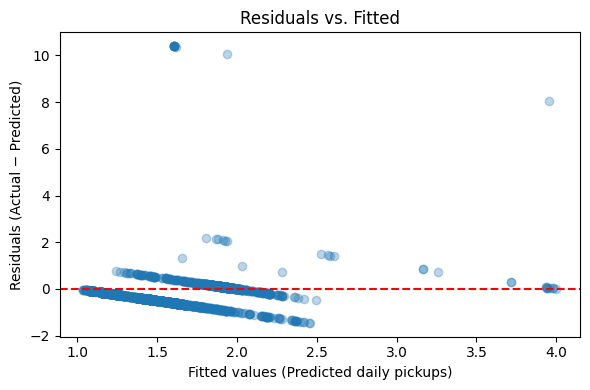 Residuals vs. Fitted
Residuals (Actual − Predicted)
10
8
6
4
2
0
−2
1.0 1.5 2.0 2.5 3.0 3.5 4.0
Fitted values (Predicted daily pickups)